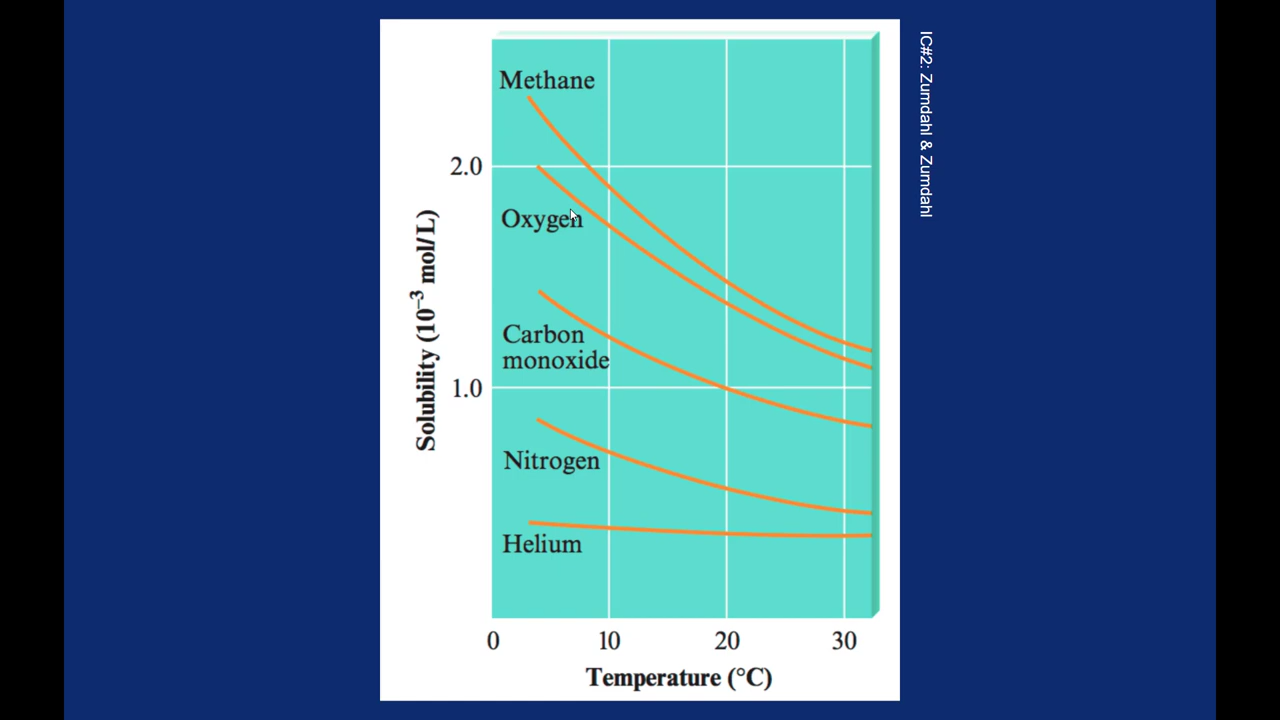 Methane
2.0
Oxygen
Carbon
monoxide
1.0
Nitrogen
Helium
Solubility (10⁻³ mol/L)
0 10 20 30
Temperature (°C)
IC#2: Zumdahl & Zumdahl